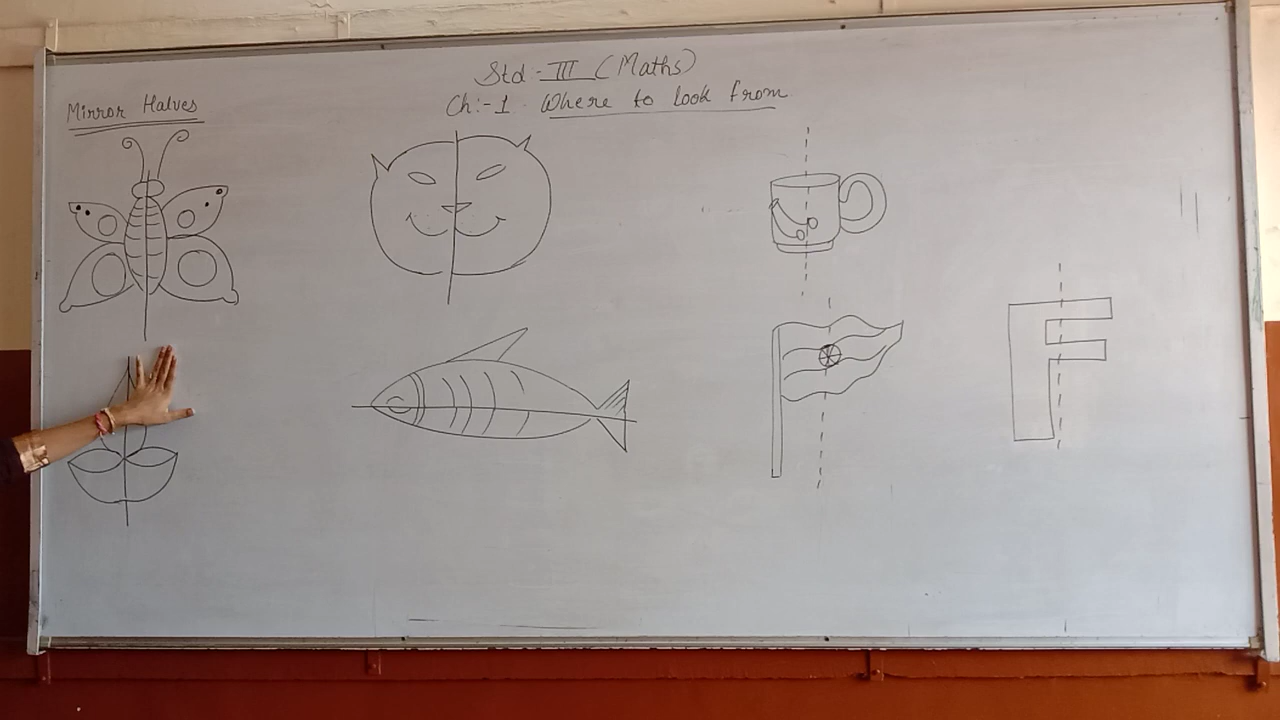 Std:- III (Maths)
Ch:-1. Where to look from
Mirror Halves
F